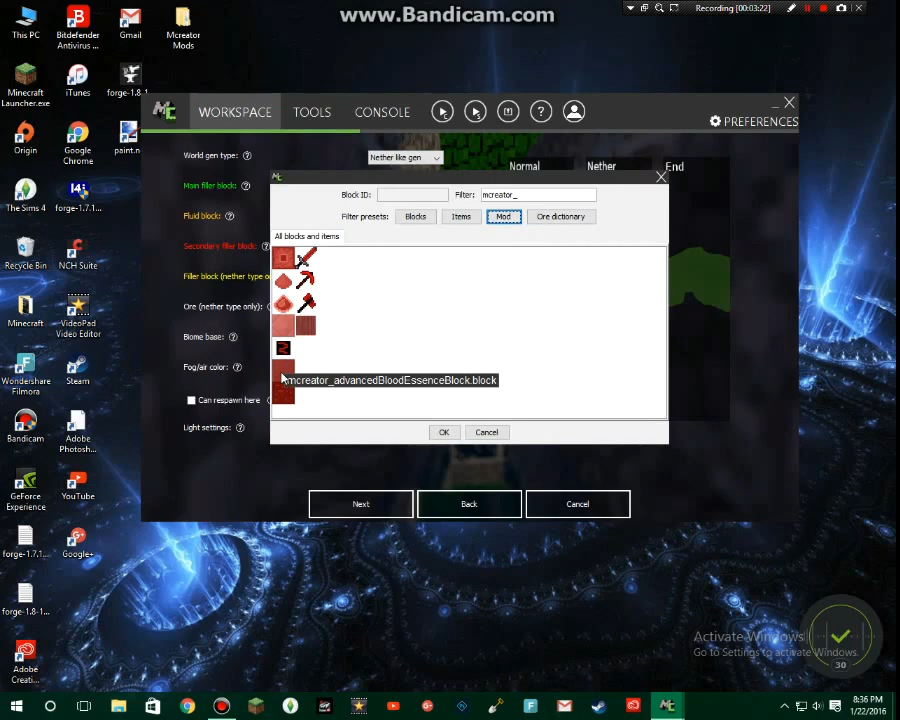 www.Bandicam.com
Recording [00:03:22]
This PC
Bitdefender
Antivirus ...
Gmail
Mcreator
Mods
Minecraft
Launcher.exe
iTunes
forge-1.8-1...
Origin
Google
Chrome
paint.n...
The Sims 4
forge-1.7.1...
Recycle Bin
NCH Suite
Minecraft
VideoPad
Video Editor
Wondershare
Filmora
Steam
Bandicam
Adobe
Photosh...
GeForce
Experience
YouTube
forge-1.7.1...
Google+
forge-1.8-1...
Adobe
Creati...
WORKSPACE
TOOLS
CONSOLE
PREFERENCES
World gen type:
Nether like gen
Normal
Nether
End
Main filler block:
Fluid block:
Secondary filler block:
Filler block (nether type o
Ore (nether type only):
Biome base:
Fog/air color:
Can respawn here
Light settings:
Block ID:
Filter:
mcreator_
Filter presets:
Blocks
Items
Mod
Ore dictionary
All blocks and items
mcreator_advancedBloodEssenceBlock.block
OK
Cancel
Next
Back
Cancel
Activate Windows
Go to Settings to activate Windows.
30
8:36 PM
1/22/2016